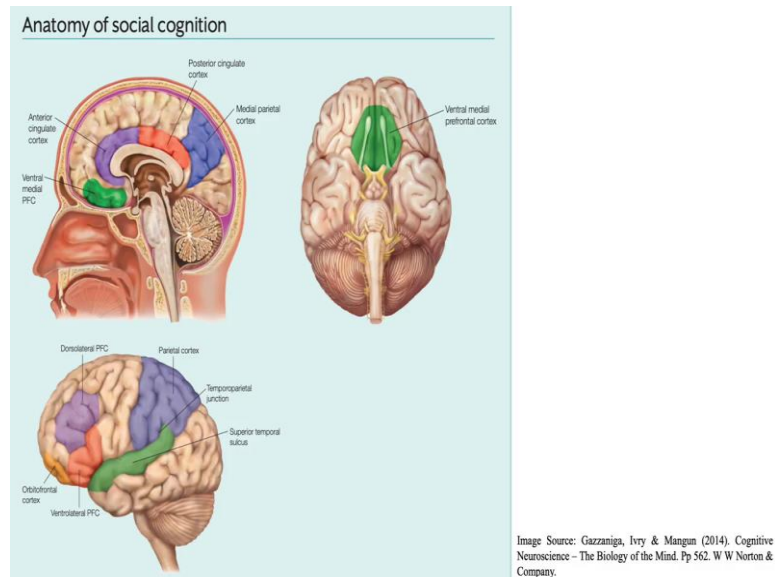 Anatomy of social cognition
Posterior cingulate
cortex
Medial parietal
cortex
Anterior
cingulate
cortex
Ventral
medial
PFC
Ventral medial
prefrontal cortex
Dorsolateral PFC
Parietal cortex
Temporoparietal
junction
Superior temporal
sulcus
Orbitofrontal
cortex
Ventrolateral PFC
Image Source: Gazzaniga, Ivry & Mangun (2014). Cognitive
Neuroscience – The Biology of the Mind. Pp 562. W W Norton &
Company.